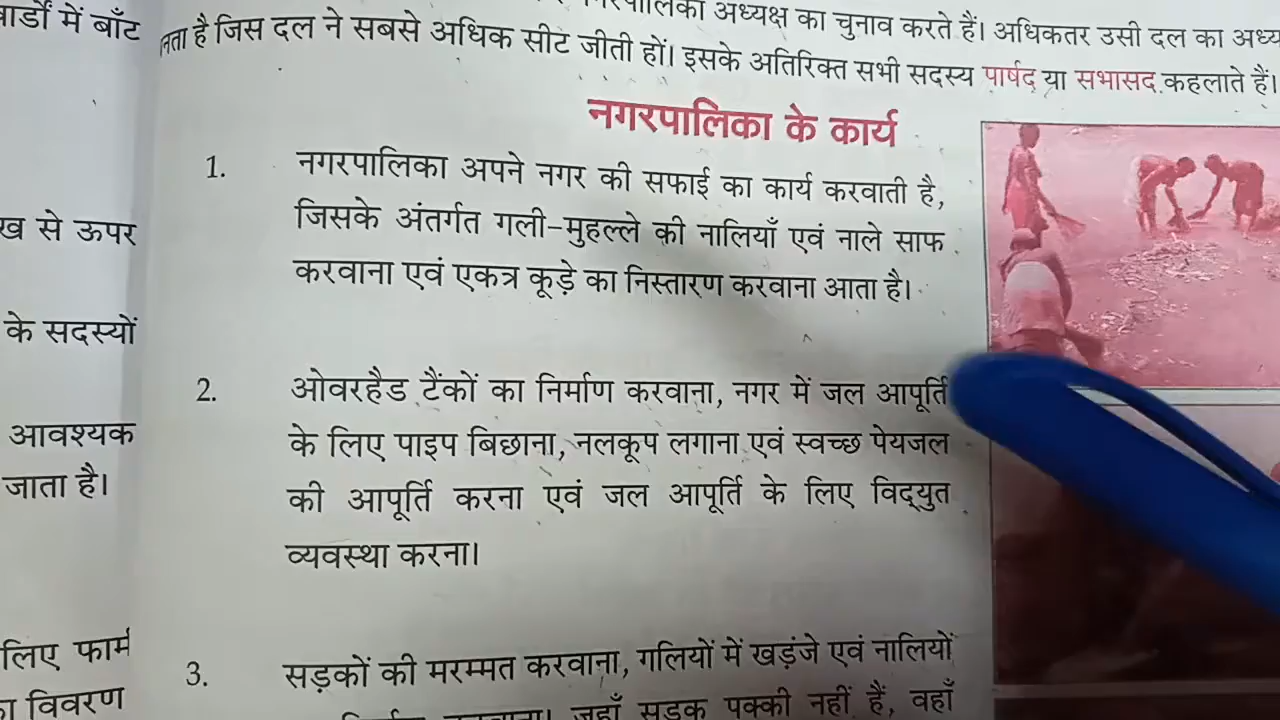 वार्डों में बाँट
ख से ऊपर
के सदस्यों
आवश्यक
जाता है।
लिए फार्म
विवरण
अध्यक्ष का चुनाव करते हैं। अधिकतर उसी दल का
है जिस दल ने सबसे अधिक सीट जीती हों। इसके अतिरिक्त सभी सदस्य पार्षद या सभासद कहलाते हैं।
नगरपालिका के कार्य
1. नगरपालिका अपने नगर की सफाई का कार्य करवाती है,
जिसके अंतर्गत गली-मुहल्ले की नालियाँ एवं नाले साफ
करवाना एवं एकत्र कूड़े का निस्तारण करवाना आता है।
2. ओवरहैड टैंकों का निर्माण करवाना, नगर में जल आपूर्ति
के लिए पाइप बिछाना, नलकूप लगाना एवं स्वच्छ पेयजल
की आपूर्ति करना एवं जल आपूर्ति के लिए विद्युत
व्यवस्था करना।
3. सड़कों की मरम्मत करवाना, गलियों में खड़ंजे एवं नालियों
जहाँ सड़क पक्की नहीं हैं, वहाँ